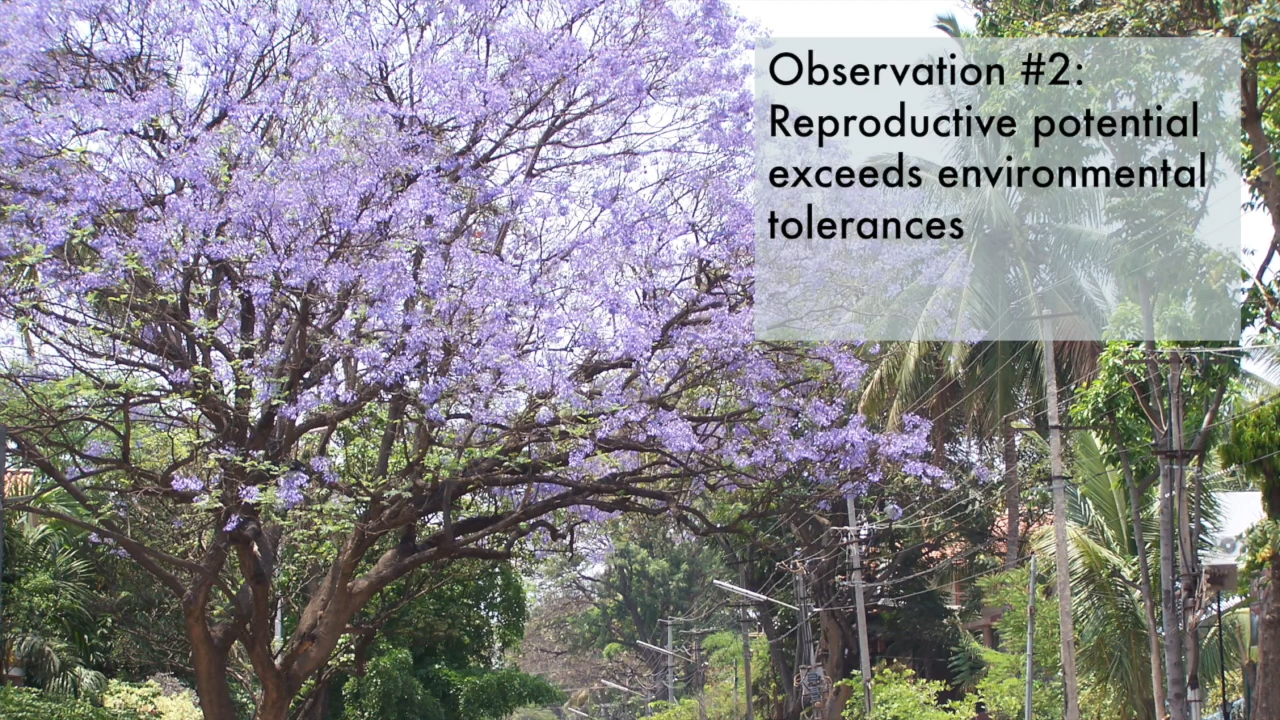 Observation #2:
Reproductive potential
exceeds environmental
tolerances